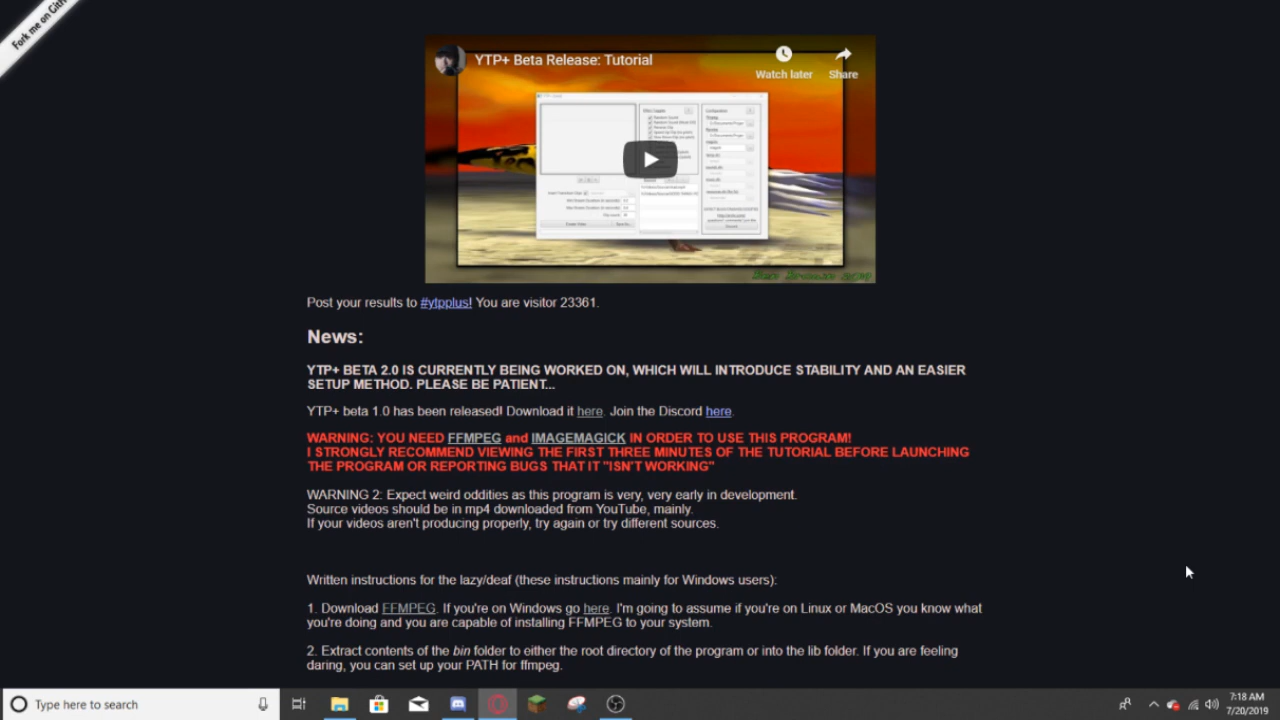 Fork me on GitH
YTP+ Beta Release: Tutorial
Watch later
Share
Post your results to #ytpplus! You are visitor 23361.
News:
YTP+ BETA 2.0 IS CURRENTLY BEING WORKED ON, WHICH WILL INTRODUCE STABILITY AND AN EASIER
SETUP METHOD. PLEASE BE PATIENT...
YTP+ beta 1.0 has been released! Download it here. Join the Discord here.
WARNING: YOU NEED FFMPEG and IMAGEMAGICK IN ORDER TO USE THIS PROGRAM!
I STRONGLY RECOMMEND VIEWING THE FIRST THREE MINUTES OF THE TUTORIAL BEFORE LAUNCHING
THE PROGRAM OR REPORTING BUGS THAT IT "ISN'T WORKING"
WARNING 2: Expect weird oddities as this program is very, very early in development.
Source videos should be in mp4 downloaded from YouTube, mainly.
If your videos aren't producing properly, try again or try different sources.
Written instructions for the lazy/deaf (these instructions mainly for Windows users):
1. Download FFMPEG. If you're on Windows go here. I'm going to assume if you're on Linux or MacOS you know what
you're doing and you are capable of installing FFMPEG to your system.
2. Extract contents of the bin folder to either the root directory of the program or into the lib folder. If you are feeling
daring, you can set up your PATH for ffmpeg.
Type here to search
7:18 AM
7/20/2019